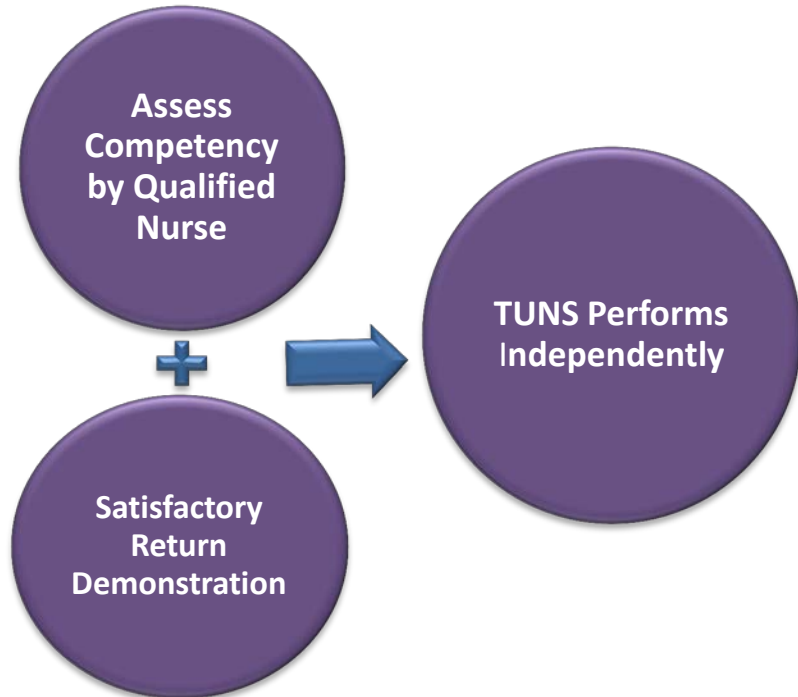 Assess
Competency
by Qualified
Nurse
Satisfactory
Return
Demonstration
TUNS Performs
Independently